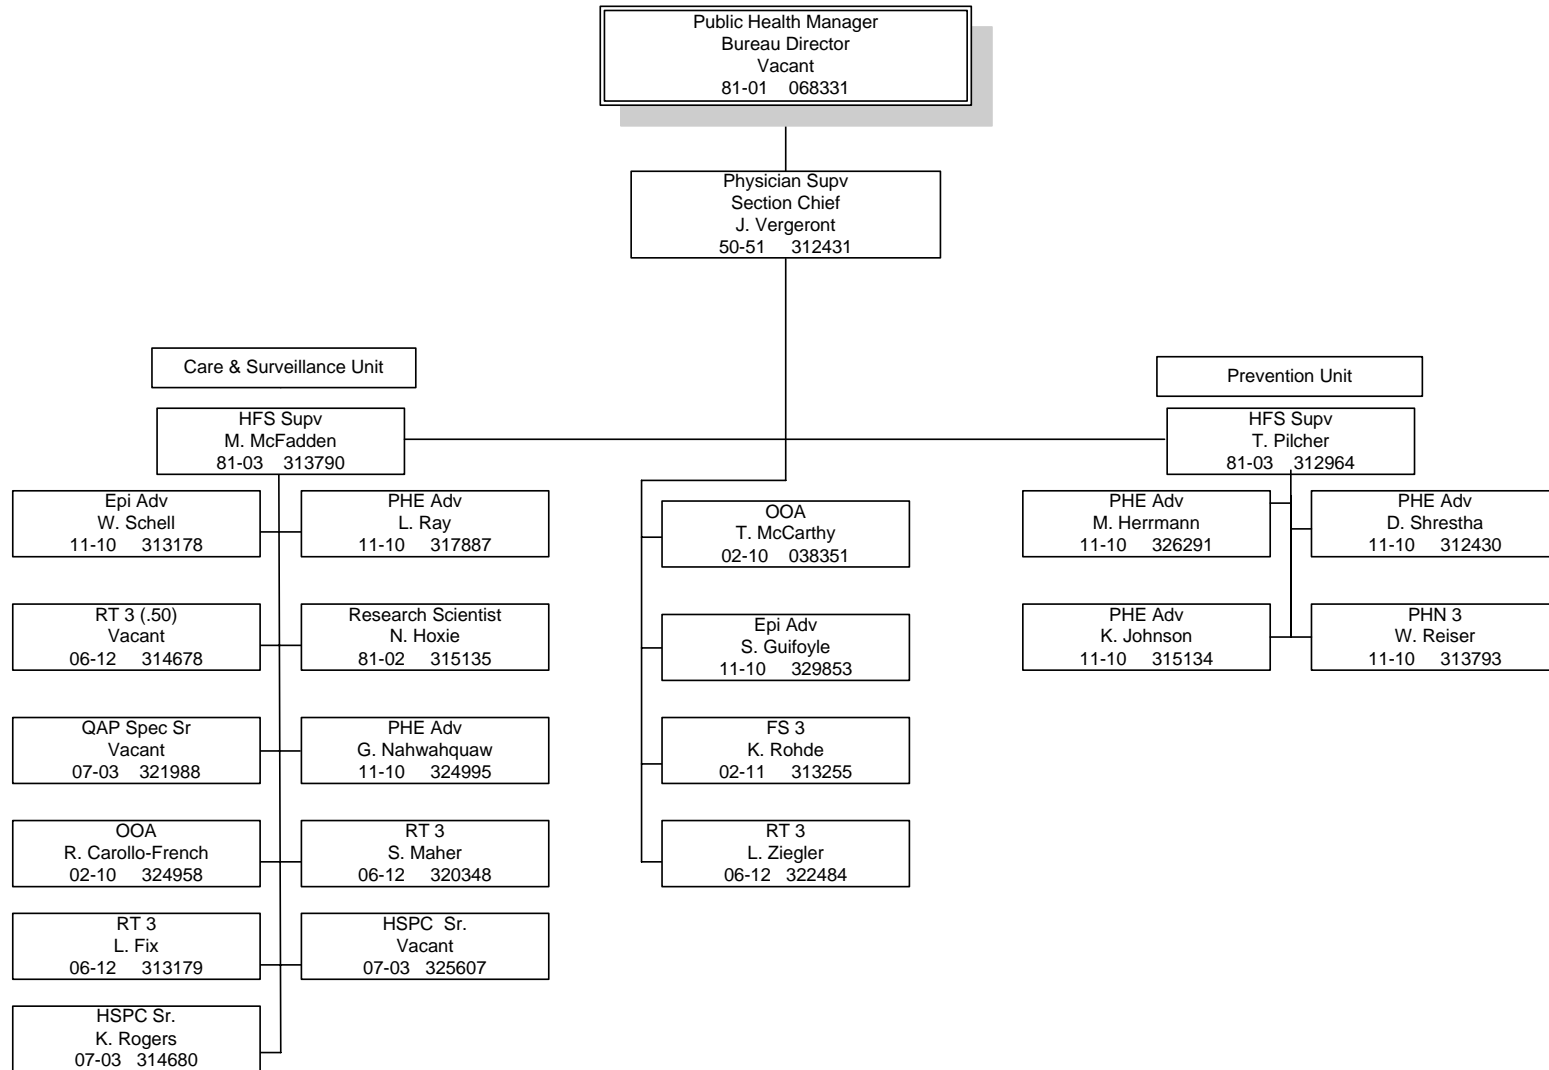 Public Health Manager
Bureau Director
Vacant
81-01 068331
Physician Supv
Section Chief
J. Vergeront
50-51 312431
Care & Surveillance Unit
HFS Supv
M. McFadden
81-03 313790
Epi Adv
W. Schell
11-10 313178
PHE Adv
L. Ray
11-10 317887
RT 3 (.50)
Vacant
06-12 314678
Research Scientist
N. Hoxie
81-02 315135
QAP Spec Sr
Vacant
07-03 321988
PHE Adv
G. Nahwahquaw
11-10 324995
OOA
R. Carollo-French
02-10 324958
RT 3
S. Maher
06-12 320348
RT 3
L. Fix
06-12 313179
HSPC Sr.
Vacant
07-03 325607
HSPC Sr.
K. Rogers
07-03 314680
OOA
T. McCarthy
02-10 038351
Epi Adv
S. Guifoyle
11-10 329853
FS 3
K. Rohde
02-11 313255
RT 3
L. Ziegler
06-12 322484
Prevention Unit
HFS Supv
T. Pilcher
81-03 312964
PHE Adv
M. Herrmann
11-10 326291
PHE Adv
D. Shrestha
11-10 312430
PHE Adv
K. Johnson
11-10 315134
PHN 3
W. Reiser
11-10 313793